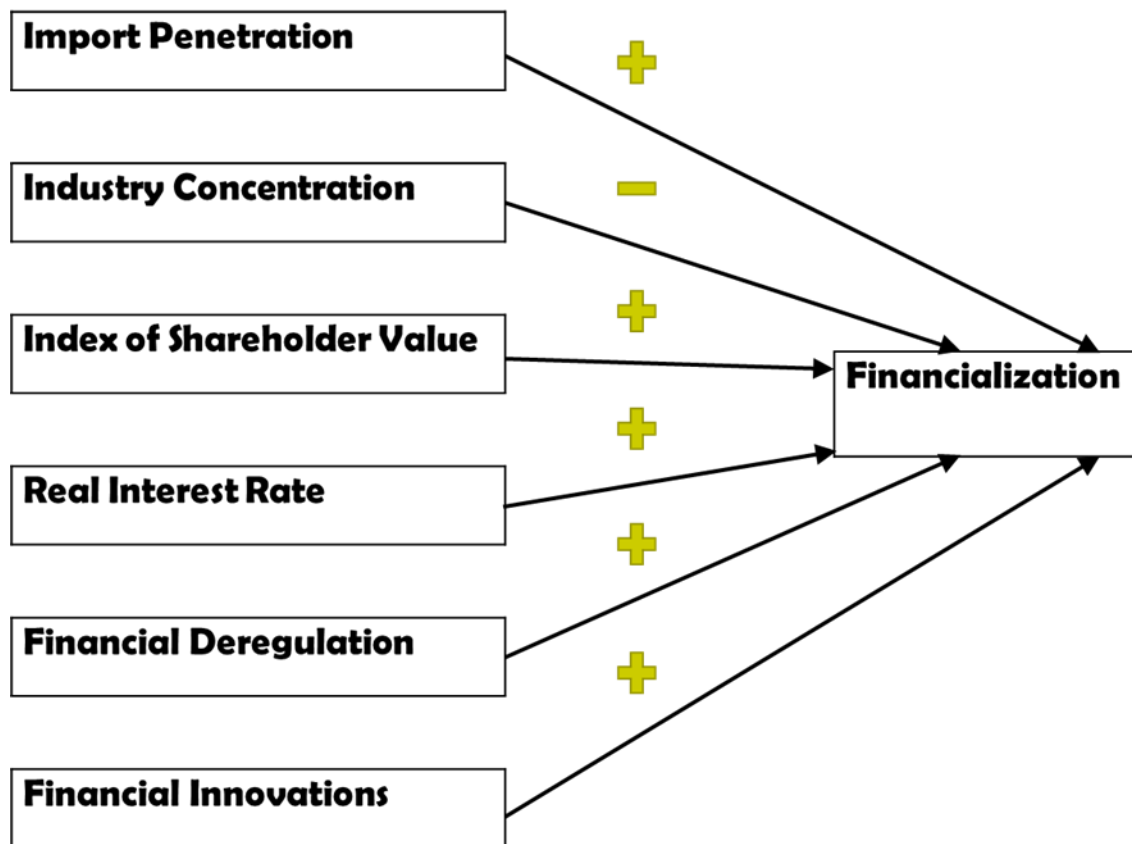 Import Penetration
Industry Concentration
Index of Shareholder Value
Financialization
Real Interest Rate
Financial Deregulation
Financial Innovations